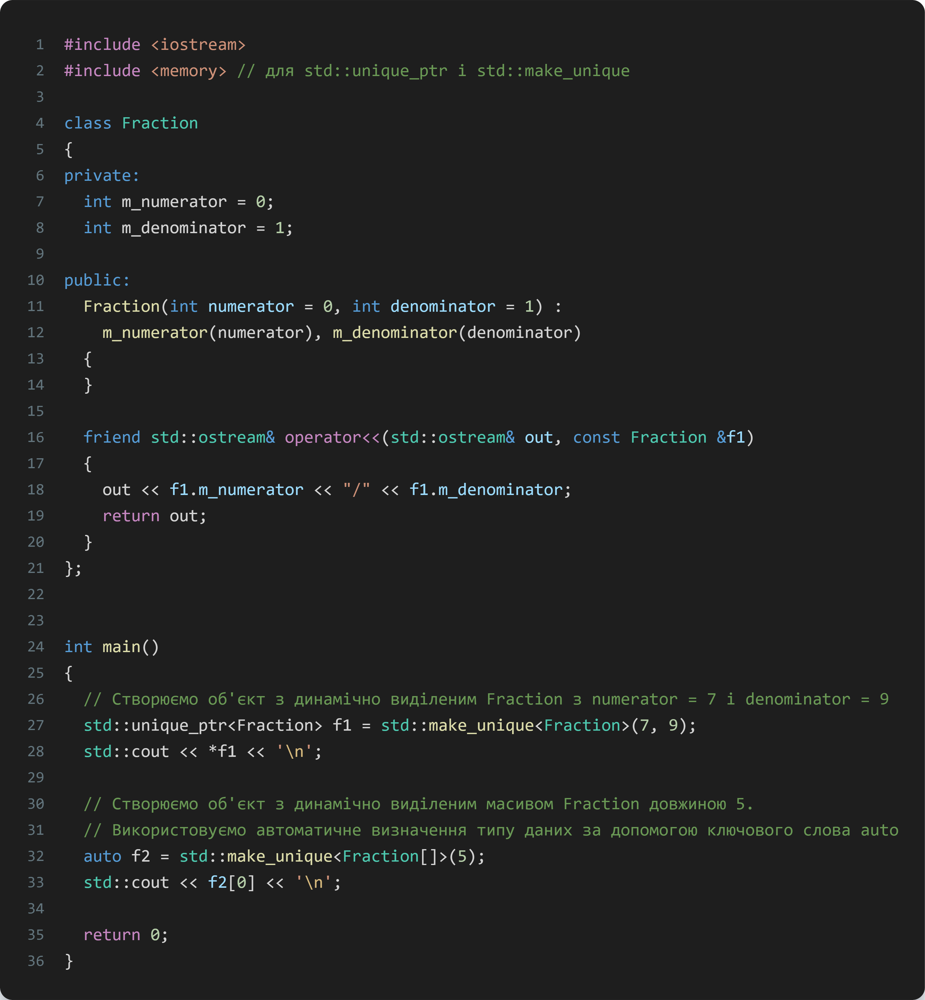 1 #include <iostream>
2 #include <memory> // для std::unique_ptr і std::make_unique
3
4 class Fraction
5 {
6 private:
7   int m_numerator = 0;
8   int m_denominator = 1;
9
10 public:
11   Fraction(int numerator = 0, int denominator = 1) :
12     m_numerator(numerator), m_denominator(denominator)
13   {
14   }
15
16   friend std::ostream& operator<<(std::ostream& out, const Fraction &f1)
17   {
18     out << f1.m_numerator << "/" << f1.m_denominator;
19     return out;
20   }
21 };
22
23
24 int main()
25 {
26   // Створюємо об'єкт з динамічно виділеним Fraction з numerator = 7 і denominator = 9
27   std::unique_ptr<Fraction> f1 = std::make_unique<Fraction>(7, 9);
28   std::cout << *f1 << '\n';
29
30   // Створюємо об'єкт з динамічно виділеним масивом Fraction довжиною 5.
31   // Використовуємо автоматичне визначення типу даних за допомогою ключового слова auto
32   auto f2 = std::make_unique<Fraction[]>(5);
33   std::cout << f2[0] << '\n';
34
35   return 0;
36 }